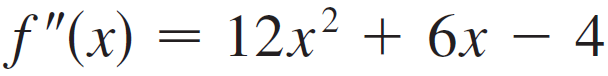 f″(x) = 12x² + 6x − 4